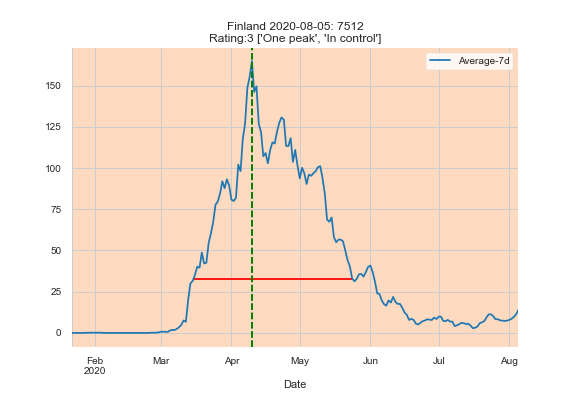 Finland 2020-08-05: 7512
Rating:3 ['One peak', 'In control']
Average-7d
150
125
100
75
50
25
0
Feb
2020
Mar
Apr
May
Jun
Jul
Aug
Date